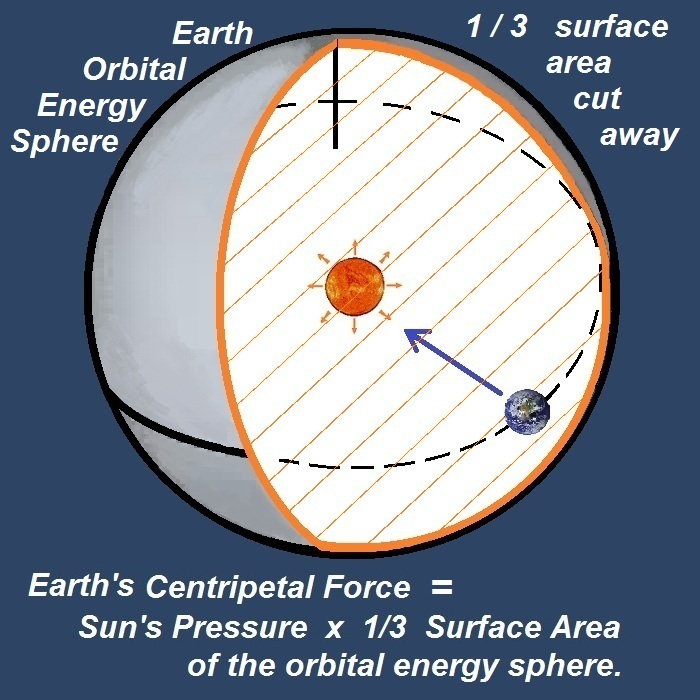 Earth
Orbital
Energy
Sphere
1 / 3 surface
area
cut
away
Earth's Centripetal Force =
Sun's Pressure x 1/3 Surface Area
of the orbital energy sphere.